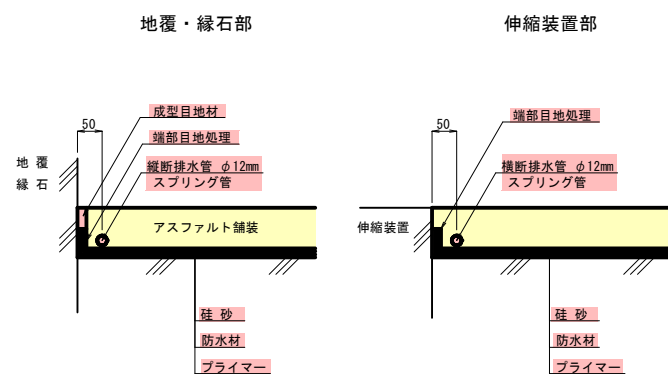 地覆・縁石部
50
成型目地材
端部目地処理
縦断排水管 φ12mm
スプリング管
地 覆
縁 石
アスファルト舗装
硅 砂
防水材
プライマー
伸縮装置部
50
端部目地処理
横断排水管 φ12mm
スプリング管
伸縮装置
硅 砂
防水材
プライマー